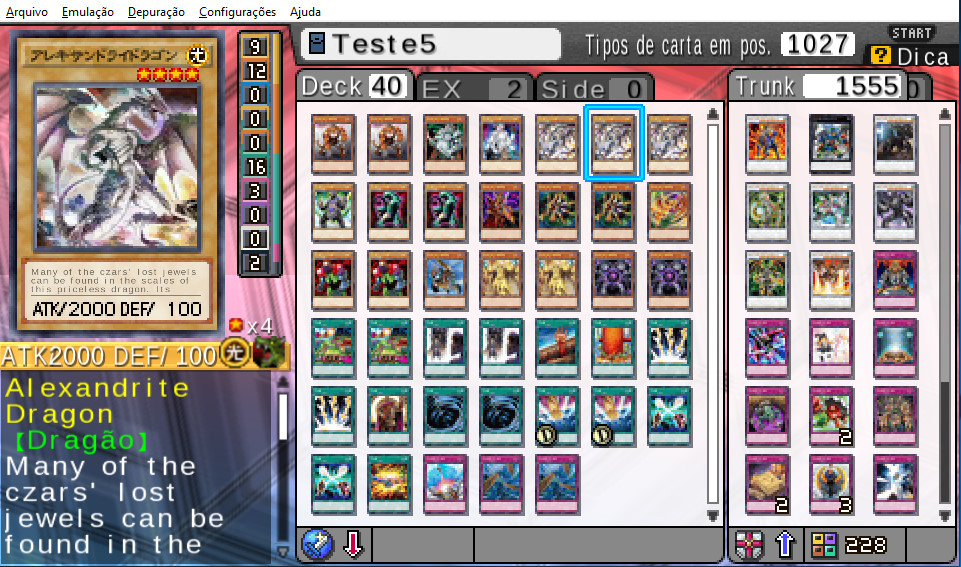 Arquivo Emulação Depuração Configurações Ajuda
アレキサンドライドラゴン 光
Many of the czars' lost jewels
can be found in the scales of
this priceless dragon. Its
ATK/2000 DEF/ 100
x4
ATK2000 DEF/ 100 光
Alexandrite
Dragon
【Dragão】
Many of the
czars' lost
jewels can be
found in the
9
12
0
0
0
16
3
0
0
2
Teste5
Tipos de carta em pos. 1027
START
? Dica
Deck 40
EX 2
Side 0
Trunk 1555
0
2
2
3
228